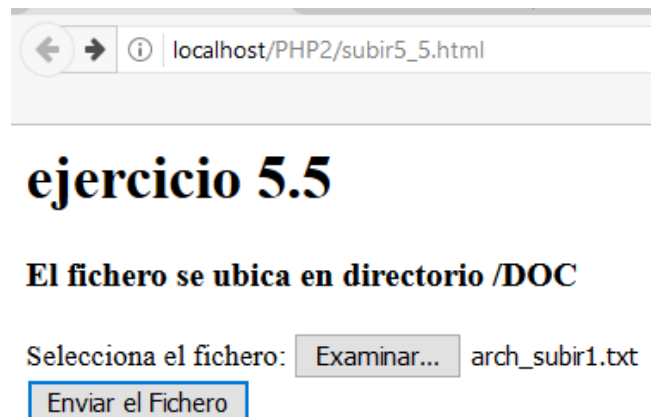 localhost/PHP2/subir5_5.html
ejercicio 5.5
El fichero se ubica en directorio /DOC
Selecciona el fichero: Examinar... arch_subir1.txt
Enviar el Fichero